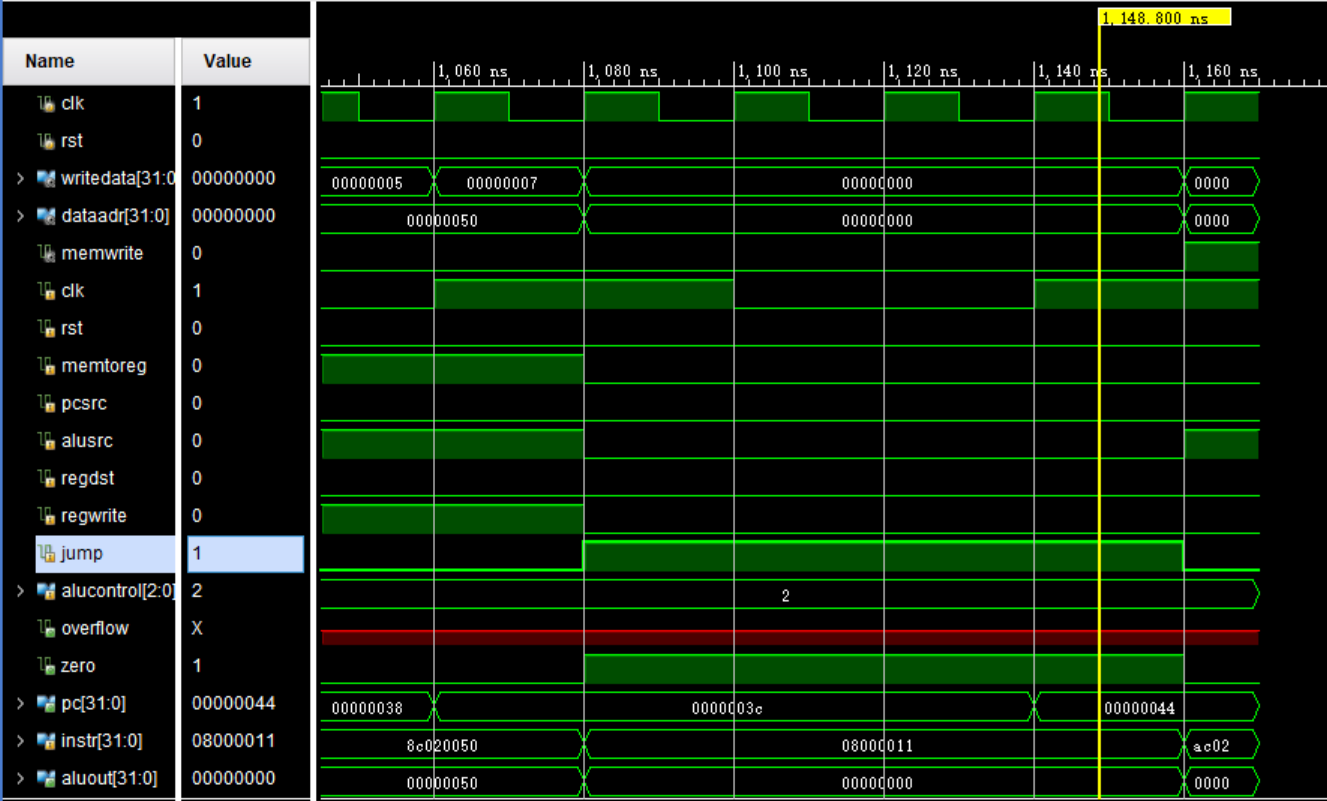 1,148.800 ns
Name Value
1,060 ns 1,080 ns 1,100 ns 1,120 ns 1,140 ns 1,160 ns
clk 1
rst 0
writedata[31:0 00000000 00000005 00000007 00000000 0000
dataadr[31:0] 00000000 00000050 00000000 0000
memwrite 0
clk 1
rst 0
memtoreg 0
pcsrc 0
alusrc 0
regdst 0
regwrite 0
jump 1
alucontrol[2:0] 2 2
overflow X
zero 1
pc[31:0] 00000044 00000038 0000003c 00000044
instr[31:0] 08000011 8c020050 08000011 ac02
aluout[31:0] 00000000 00000050 00000000 0000